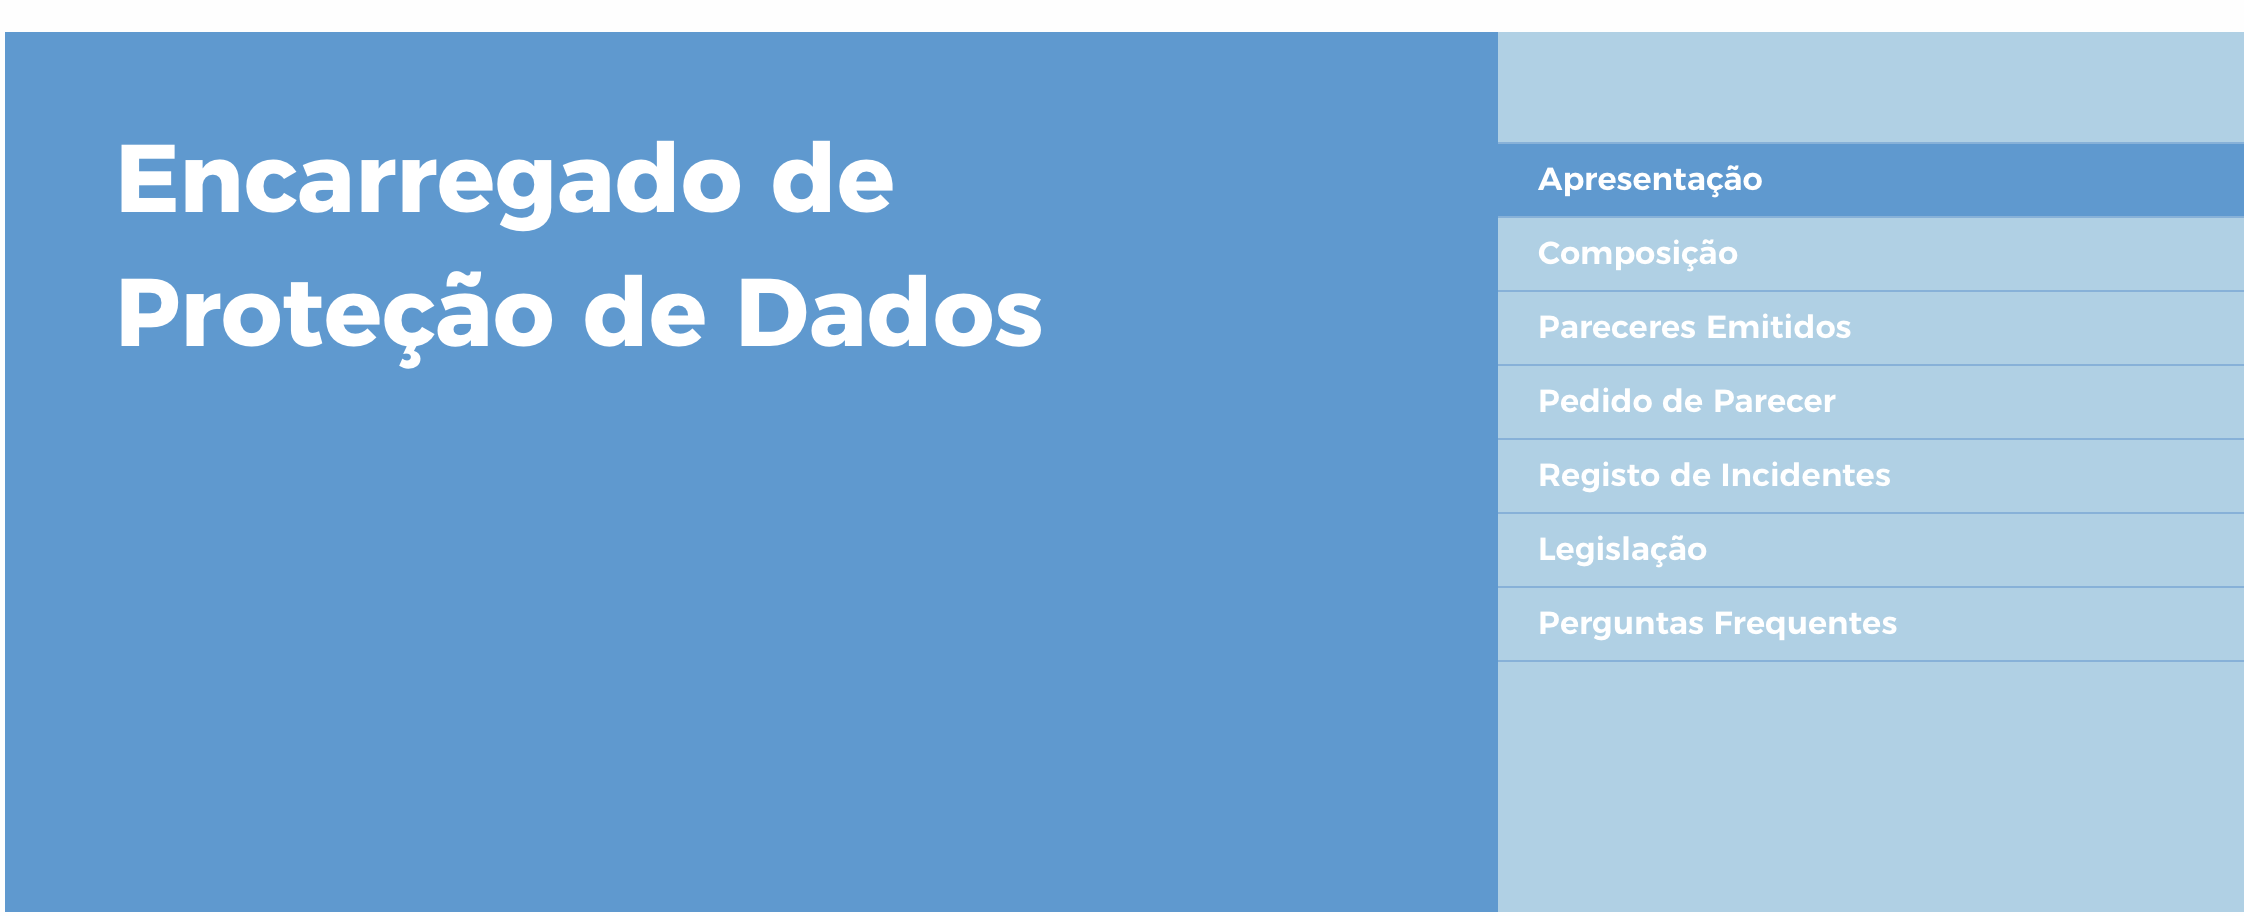 Encarregado de
Proteção de Dados
Apresentação
Composição
Pareceres Emitidos
Pedido de Parecer
Registo de Incidentes
Legislação
Perguntas Frequentes